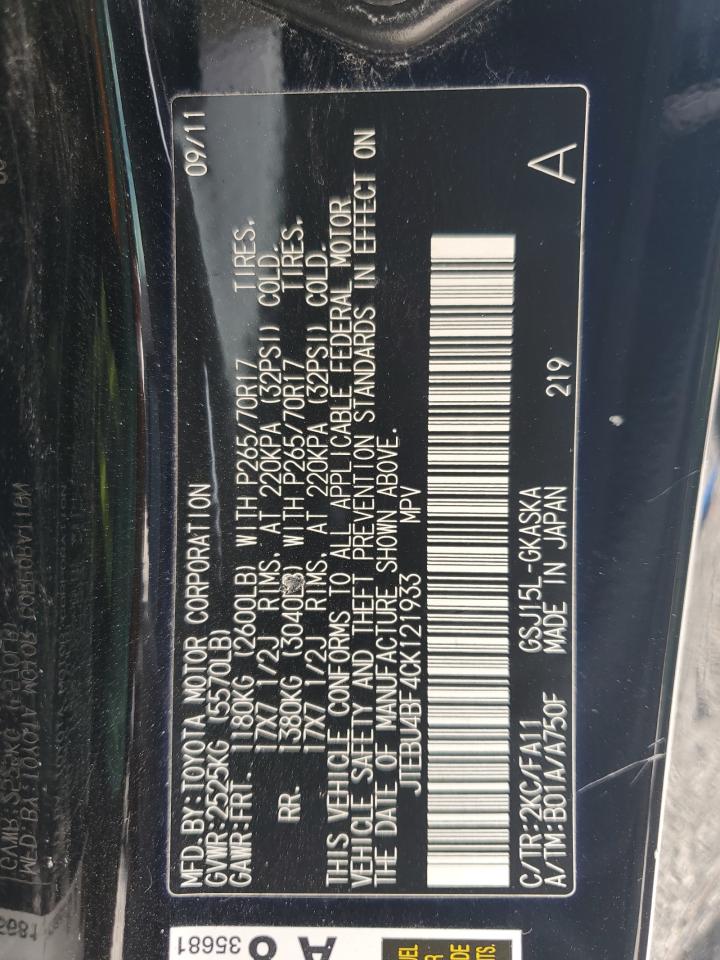 MFD.BY:TOYOTA MOTOR CORPORATION 09/11
GVWR:2525KG (5570LB)
GAWR:FRT. 1180KG (2600LB) WITH P265/70R17 TIRES.
17X7 1/2J RIMS. AT 220KPA (32PSI) COLD.
RR. 1380KG (3040LB) WITH P265/70R17 TIRES.
17X7 1/2J RIMS. AT 220KPA (32PSI) COLD.
THIS VEHICLE CONFORMS TO ALL APPLICABLE FEDERAL MOTOR
VEHICLE SAFETY AND THEFT PREVENTION STANDARDS IN EFFECT ON
THE DATE OF MANUFACTURE SHOWN ABOVE.
JTEBU4BF4CK121933 MPV
C/TR:2KC/FA11 GSJ15L-GKASKA
A/TM:B01A/A750F MADE IN JAPAN 219 A
35681